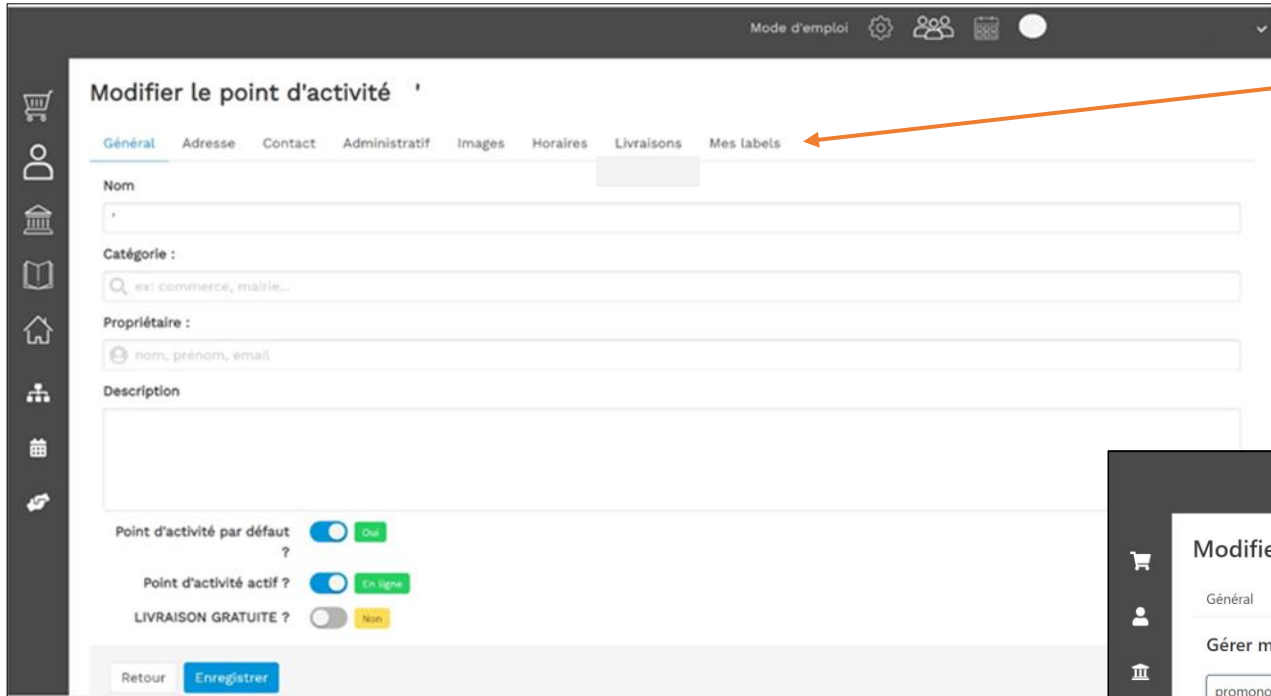 Mode d'emploi
Modifier le point d'activité '
Général Adresse Contact Administratif Images Horaires Livraisons Mes labels
Nom
'
Catégorie :
ex: commerce, mairie...
Propriétaire :
nom, prénom, email
Description
Point d'activité par défaut ? Oui
Point d'activité actif ? En ligne
LIVRAISON GRATUITE ? Non
Retour Enregistrer
Modifie
Général
Gérer m
promono